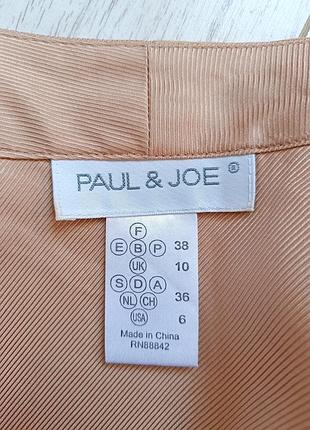 PAUL & JOE ®
F
E B P 38
UK 10
S D A
NL CH 36
USA 6
Made in China
RN88842